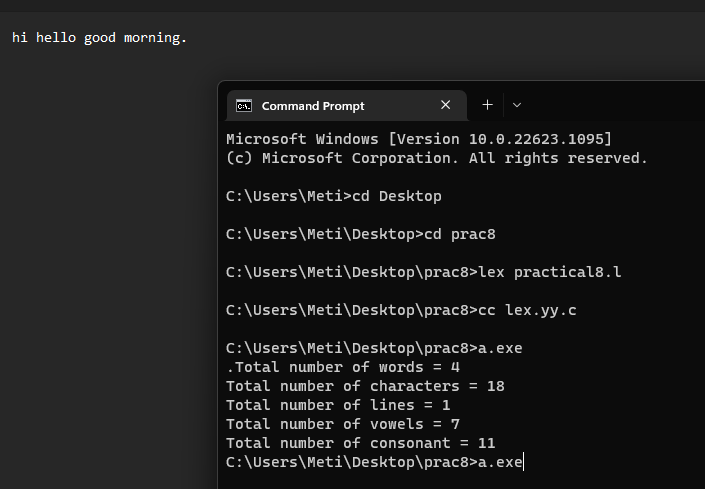 hi hello good morning.
Command Prompt
Microsoft Windows [Version 10.0.22623.1095]
(c) Microsoft Corporation. All rights reserved.
C:\Users\Meti>cd Desktop
C:\Users\Meti\Desktop>cd prac8
C:\Users\Meti\Desktop\prac8>lex practical8.l
C:\Users\Meti\Desktop\prac8>cc lex.yy.c
C:\Users\Meti\Desktop\prac8>a.exe
.Total number of words = 4
Total number of characters = 18
Total number of lines = 1
Total number of vowels = 7
Total number of consonant = 11
C:\Users\Meti\Desktop\prac8>a.exe